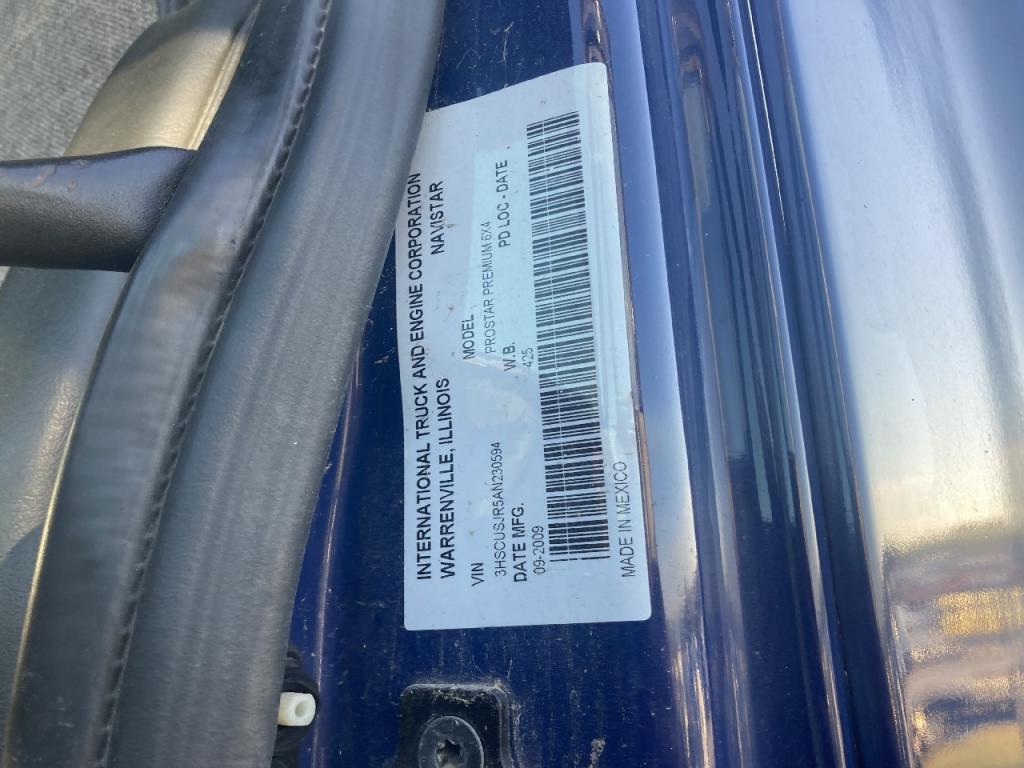 INTERNATIONAL TRUCK AND ENGINE CORPORATION
WARRENVILLE, ILLINOIS NAVISTAR
VIN MODEL
3HSCUSJR5AN230594 PROSTAR PREMIUM 6X4
DATE MFG. W.B. PD LOC - DATE
09-2009 425
MADE IN MEXICO